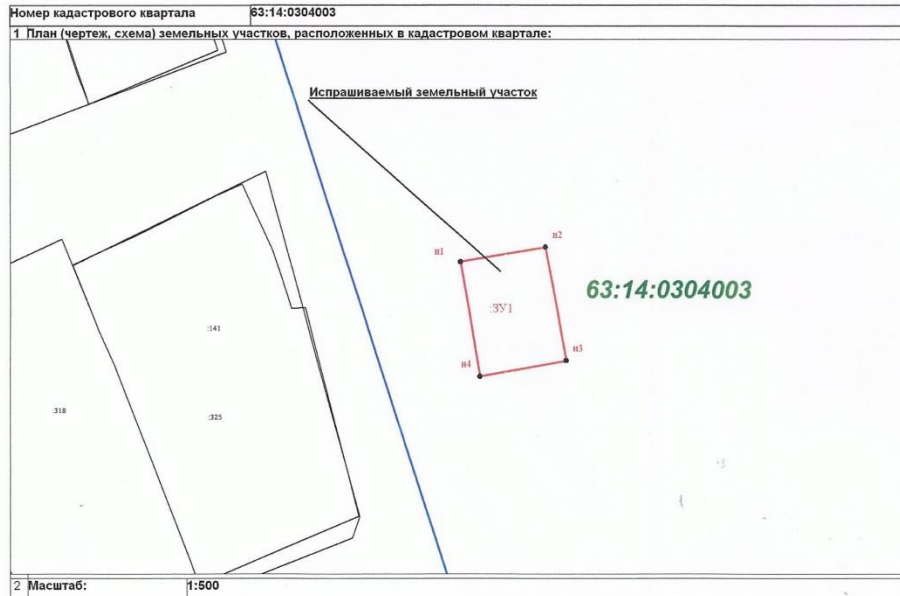 Номер кадастрового квартала 63:14:0304003
1 План (чертеж, схема) земельных участков, расположенных в кадастровом квартале:
Испрашиваемый земельный участок
н1 н2
63:14:0304003
:ЗУ1
:141
н3
н4
:318
:325
2 Масштаб: 1:500